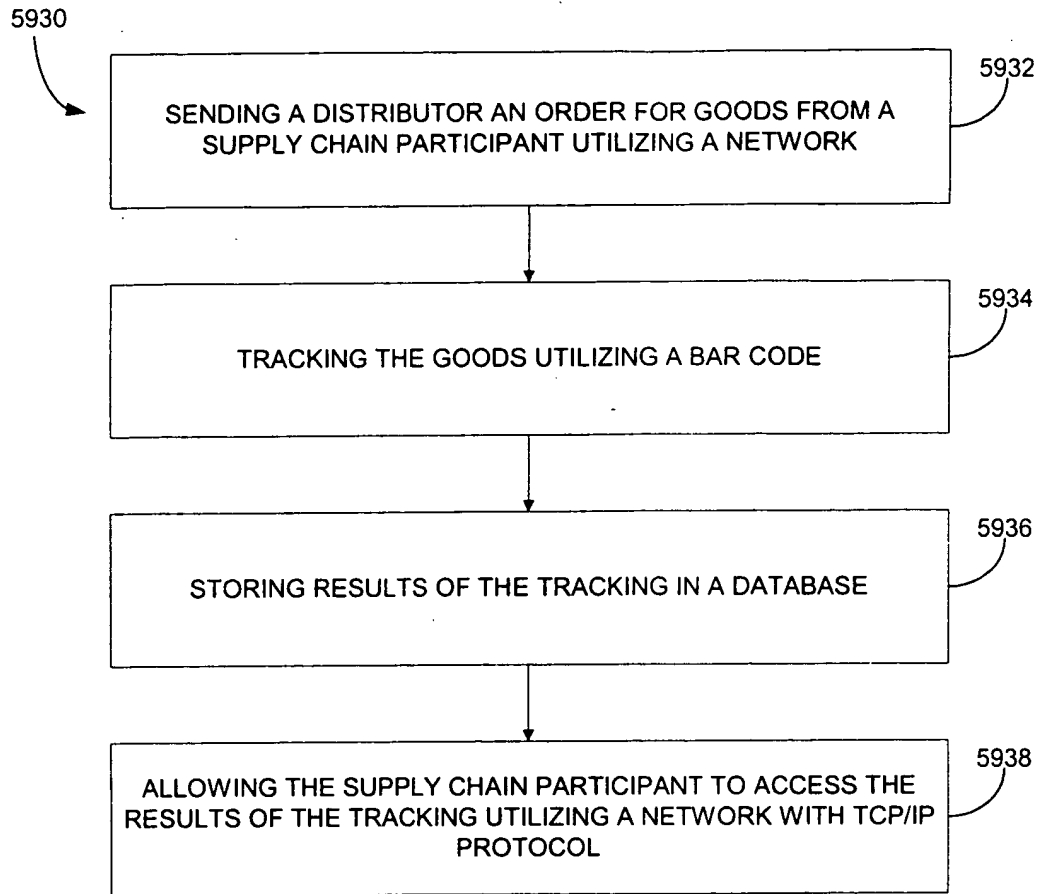 5930
5932
SENDING A DISTRIBUTOR AN ORDER FOR GOODS FROM A
SUPPLY CHAIN PARTICIPANT UTILIZING A NETWORK
5934
TRACKING THE GOODS UTILIZING A BAR CODE
5936
STORING RESULTS OF THE TRACKING IN A DATABASE
5938
ALLOWING THE SUPPLY CHAIN PARTICIPANT TO ACCESS THE
RESULTS OF THE TRACKING UTILIZING A NETWORK WITH TCP/IP
PROTOCOL